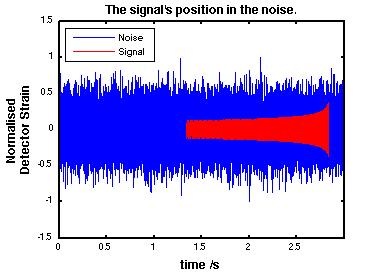 The signal's position in the noise.
1.5
Noise
Signal
1
0.5
Normalised
Detector Strain
0
-0.5
-1
-1.5
0 0.5 1 1.5 2 2.5
time /s